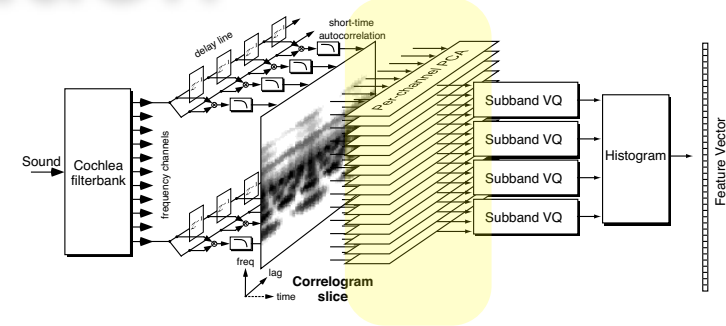 delay line
short-time
autocorrelation
Per-channel PCA
Sound
Cochlea
filterbank
frequency channels
Subband VQ
Subband VQ
Subband VQ
Subband VQ
Histogram
Feature Vector
freq
lag
time
Correlogram
slice